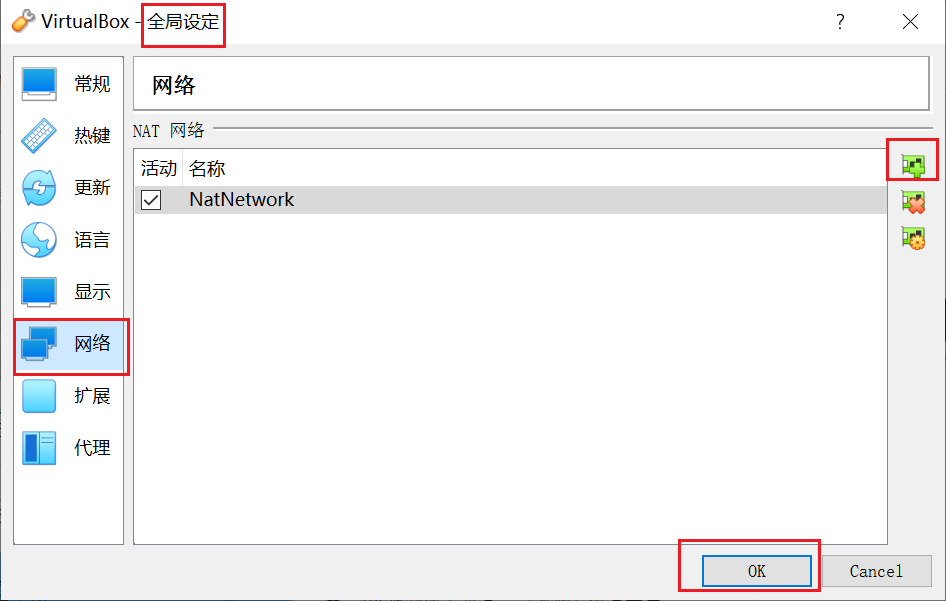 VirtualBox - 全局设定
?
常规
热键
更新
语言
显示
网络
扩展
代理
网络
NAT 网络
活动 名称
NatNetwork
OK
Cancel